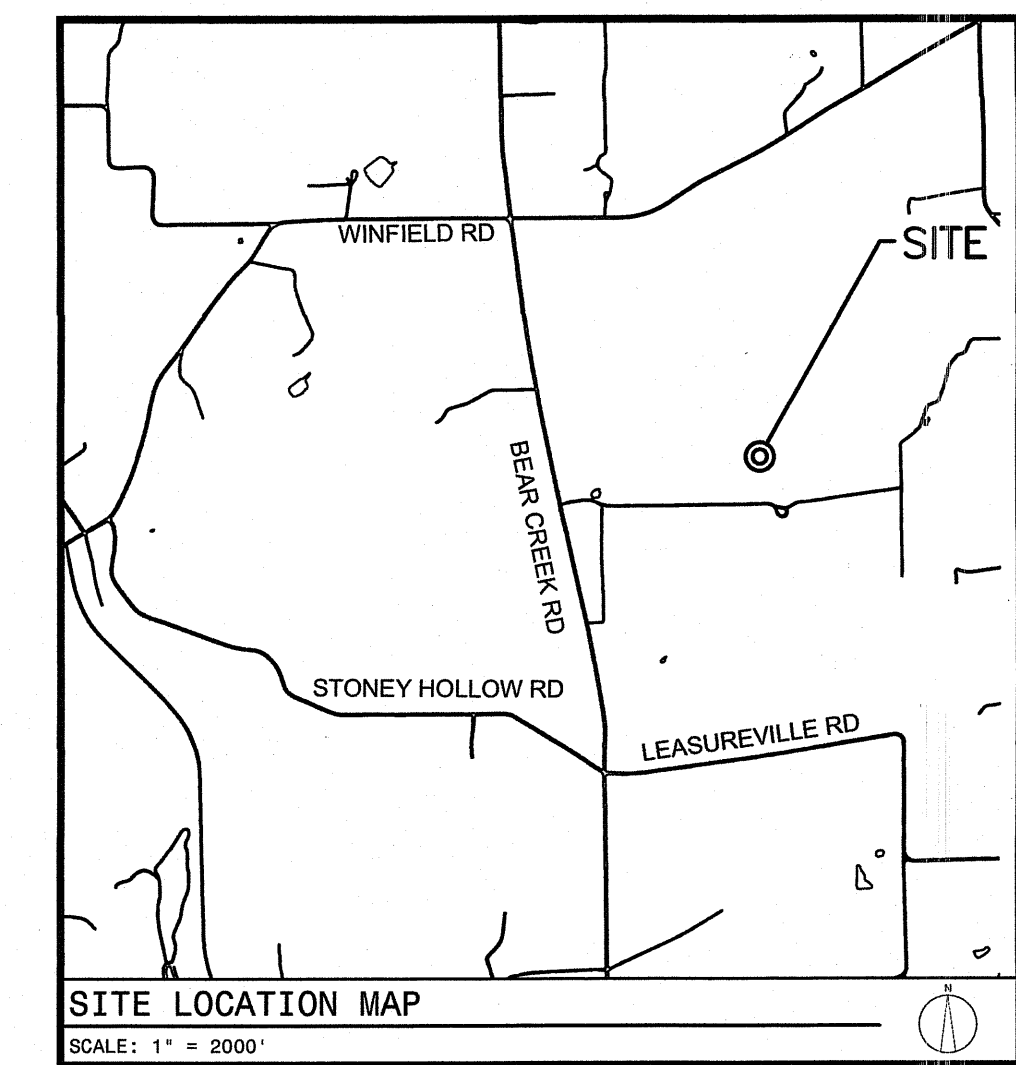 WINFIELD RD
SITE
BEAR CREEK RD
STONEY HOLLOW RD
LEASUREVILLE RD
SITE LOCATION MAP
N
SCALE: 1" = 2000'